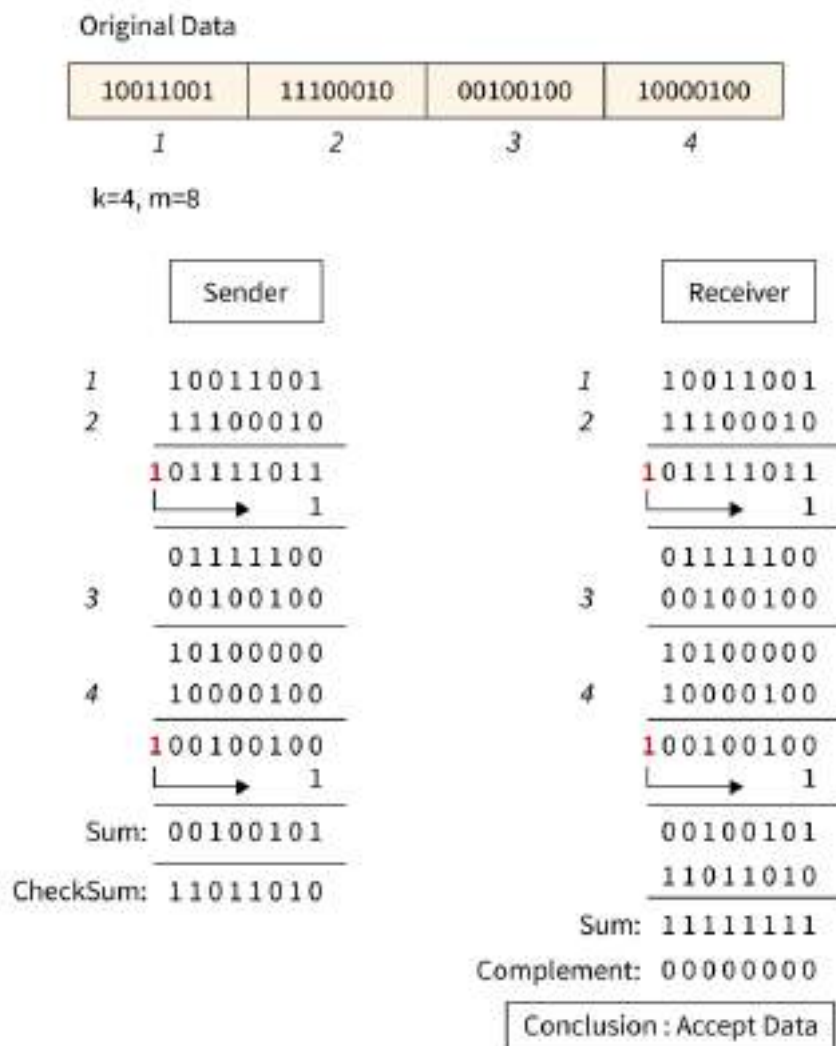 Original Data
10011001 11100010 00100100 10000100
1 2 3 4
k=4, m=8
Sender
1 10011001
2 11100010
101111011
1
01111100
3 00100100
10100000
4 10000100
100100100
1
Sum: 00100101
CheckSum: 11011010
Receiver
1 10011001
2 11100010
101111011
1
01111100
3 00100100
10100000
4 10000100
100100100
1
00100101
11011010
Sum: 11111111
Complement: 00000000
Conclusion : Accept Data